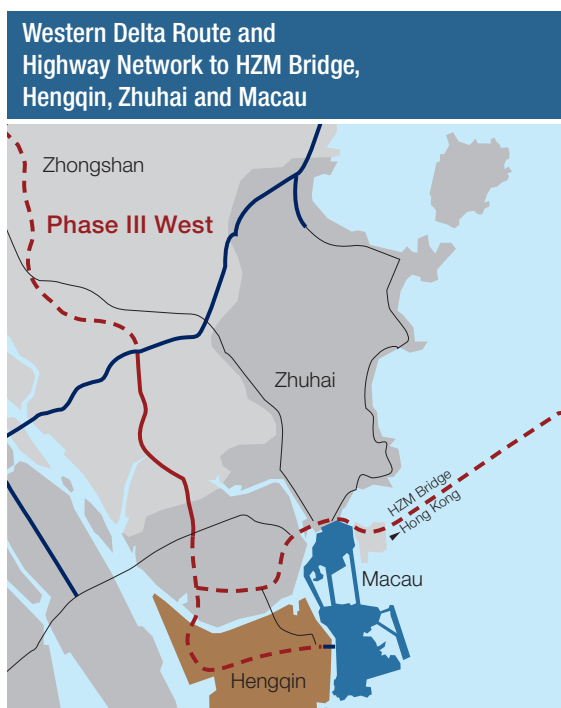 Western Delta Route and
Highway Network to HZM Bridge,
Hengqin, Zhuhai and Macau
Zhongshan
Phase III West
Zhuhai
HZM Bridge
Hong Kong
Macau
Hengqin